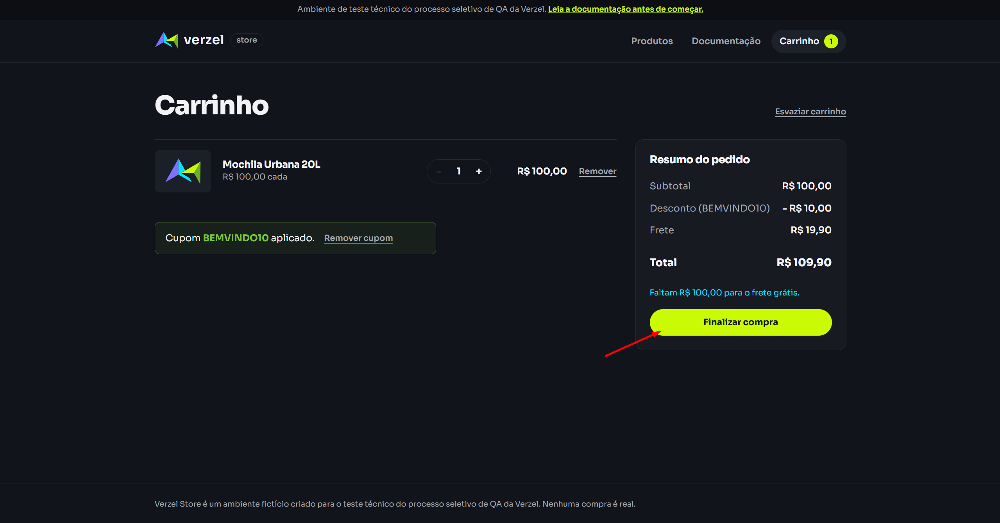 Ambiente de teste técnico do processo seletivo de QA da Verzel. Leia a documentação antes de começar.
verzel store
Produtos Documentação Carrinho 1
Carrinho
Esvaziar carrinho
Mochila Urbana 20L
R$ 100,00 cada
- 1 +
R$ 100,00
Remover
Cupom BEMVINDO10 aplicado. Remover cupom
Resumo do pedido
Subtotal R$ 100,00
Desconto (BEMVINDO10) - R$ 10,00
Frete R$ 19,90
Total R$ 109,90
Faltam R$ 100,00 para o frete grátis.
Finalizar compra
Verzel Store é um ambiente fictício criado para o teste técnico do processo seletivo de QA da Verzel. Nenhuma compra é real.